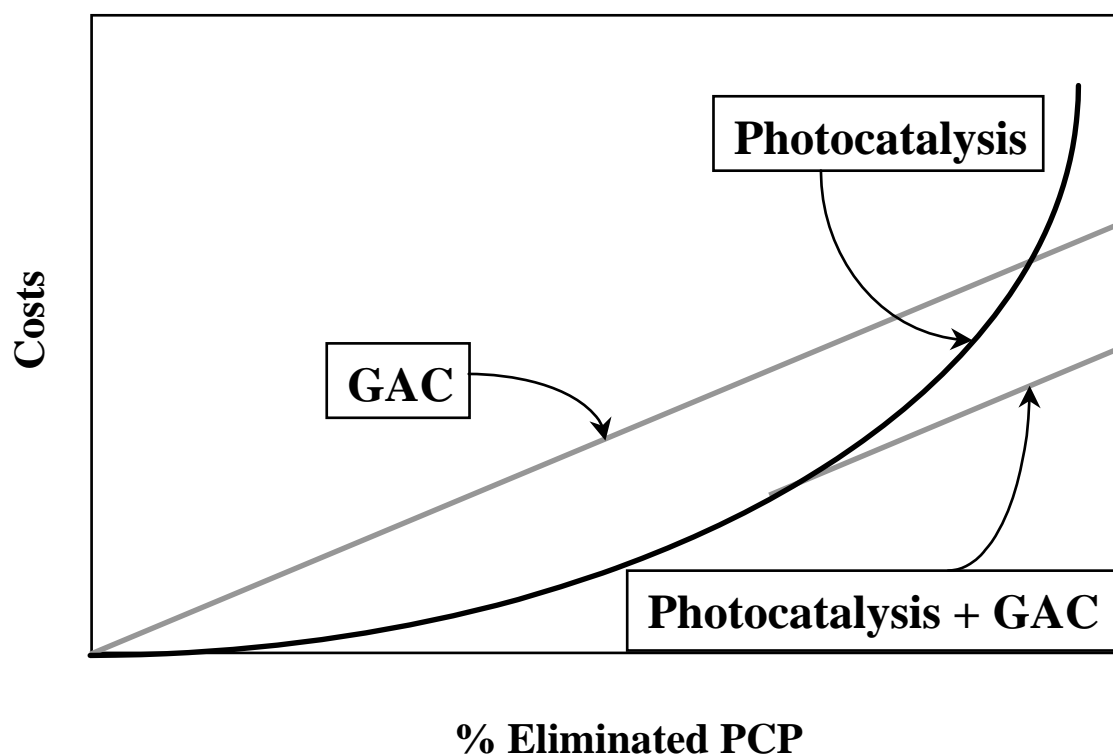 Photocatalysis
Costs
GAC
Photocatalysis + GAC
% Eliminated PCP